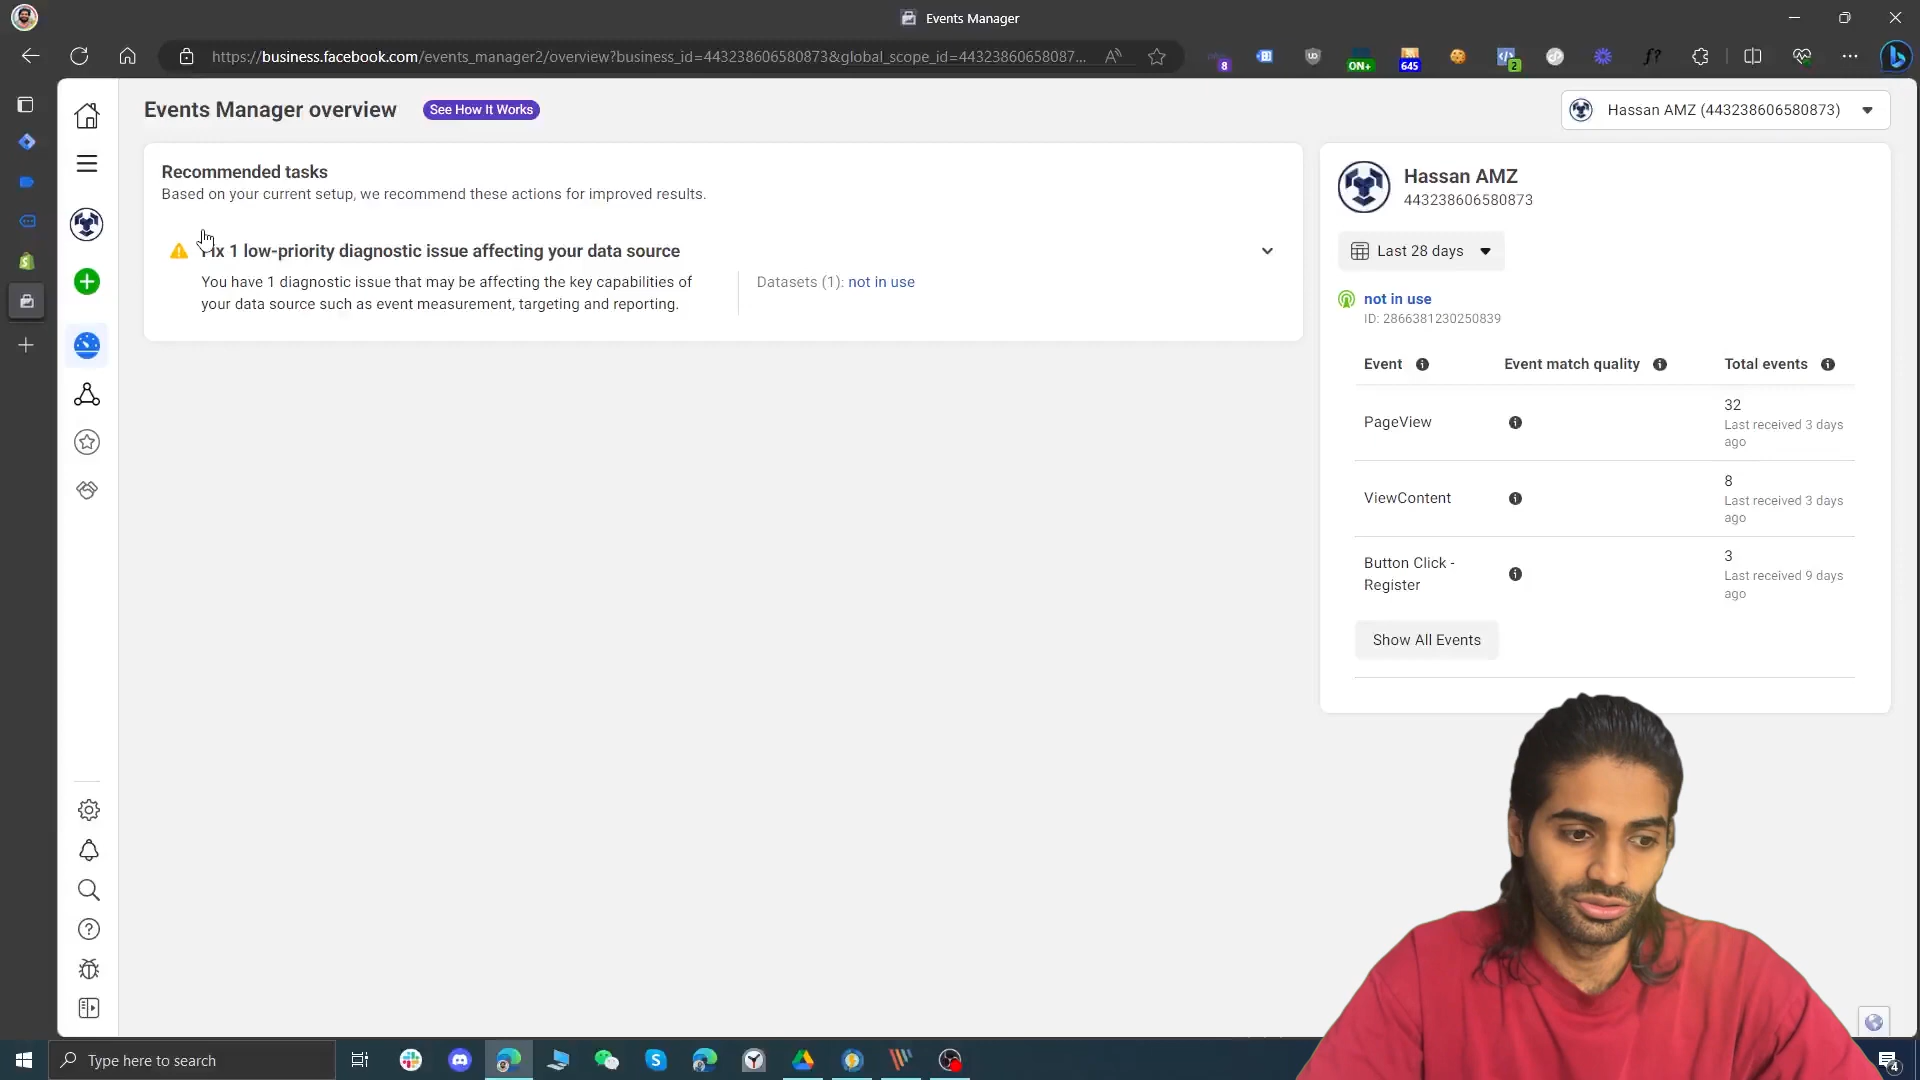 Events Manager
https://business.facebook.com/events_manager2/overview?business_id=443238606580873&global_scope_id=44323860658087...
8
ON+
645
2
Events Manager overview
See How It Works
Hassan AMZ (443238606580873)
Recommended tasks
Based on your current setup, we recommend these actions for improved results.
Fix 1 low-priority diagnostic issue affecting your data source
You have 1 diagnostic issue that may be affecting the key capabilities of
your data source such as event measurement, targeting and reporting.
Datasets (1): not in use
Hassan AMZ
443238606580873
Last 28 days
not in use
ID: 2866381230250839
Event
Event match quality
Total events
PageView
32
Last received 3 days
ago
ViewContent
8
Last received 3 days
ago
Button Click -
Register
3
Last received 9 days
ago
Show All Events
Type here to search
4